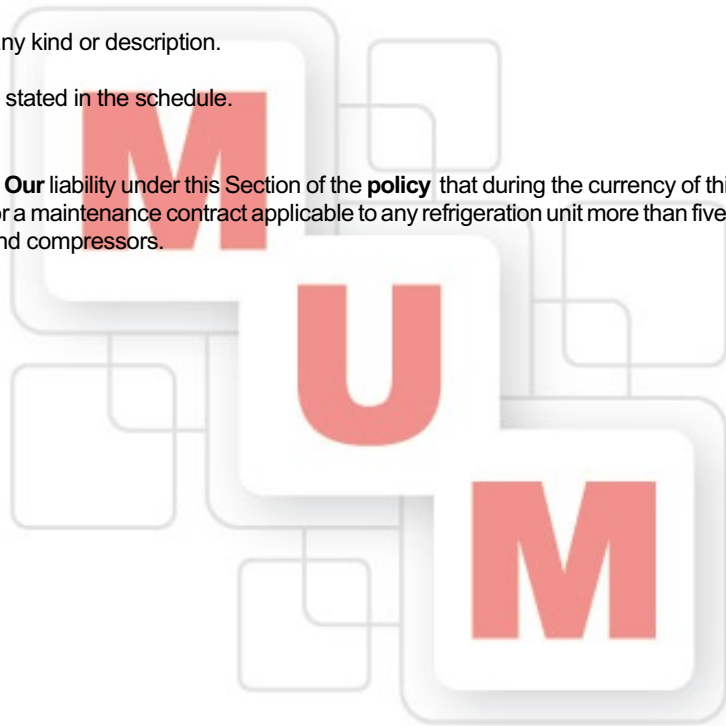 ny kind or description.
stated in the schedule.
Our liability under this Section of the policy that during the currency of thi
or a maintenance contract applicable to any refrigeration unit more than five
nd compressors.
M
U
M